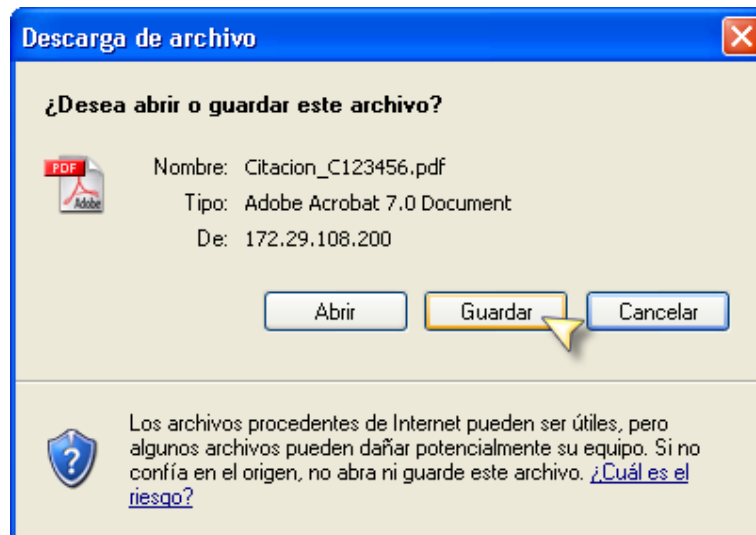 Descarga de archivo
¿Desea abrir o guardar este archivo?
PDF
Adobe
Nombre: Citacion_C123456.pdf
Tipo: Adobe Acrobat 7.0 Document
De: 172.29.108.200
Abrir Guardar Cancelar
Los archivos procedentes de Internet pueden ser útiles, pero
algunos archivos pueden dañar potencialmente su equipo. Si no
confía en el origen, no abra ni guarde este archivo. ¿Cuál es el
riesgo?